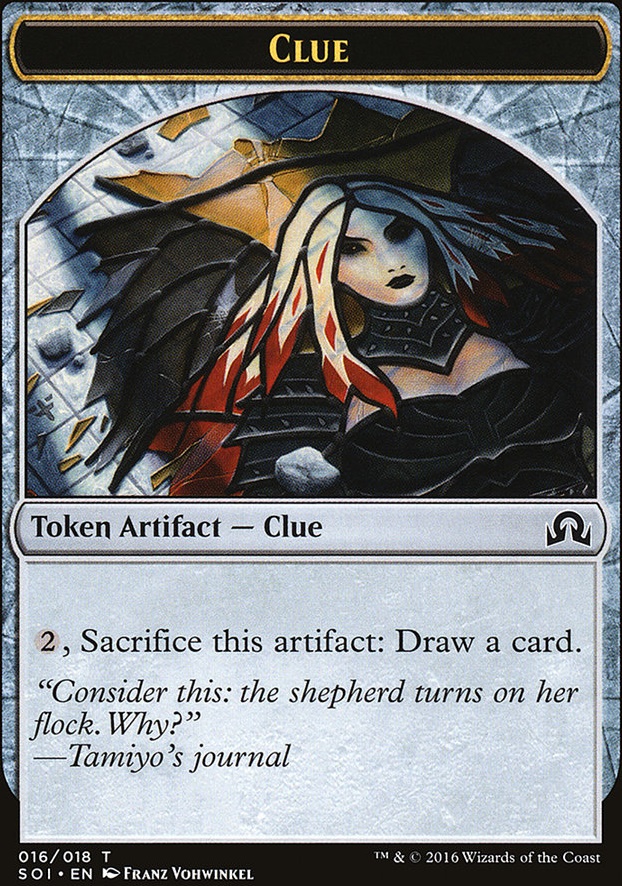 CLUE
Token Artifact — Clue
2, Sacrifice this artifact: Draw a card.
“Consider this: the shepherd turns on her
flock. Why?”
—Tamiyo’s journal
016/018 T
SOI • EN FRANZ VOHWINKEL
™ & © 2016 Wizards of the Coast